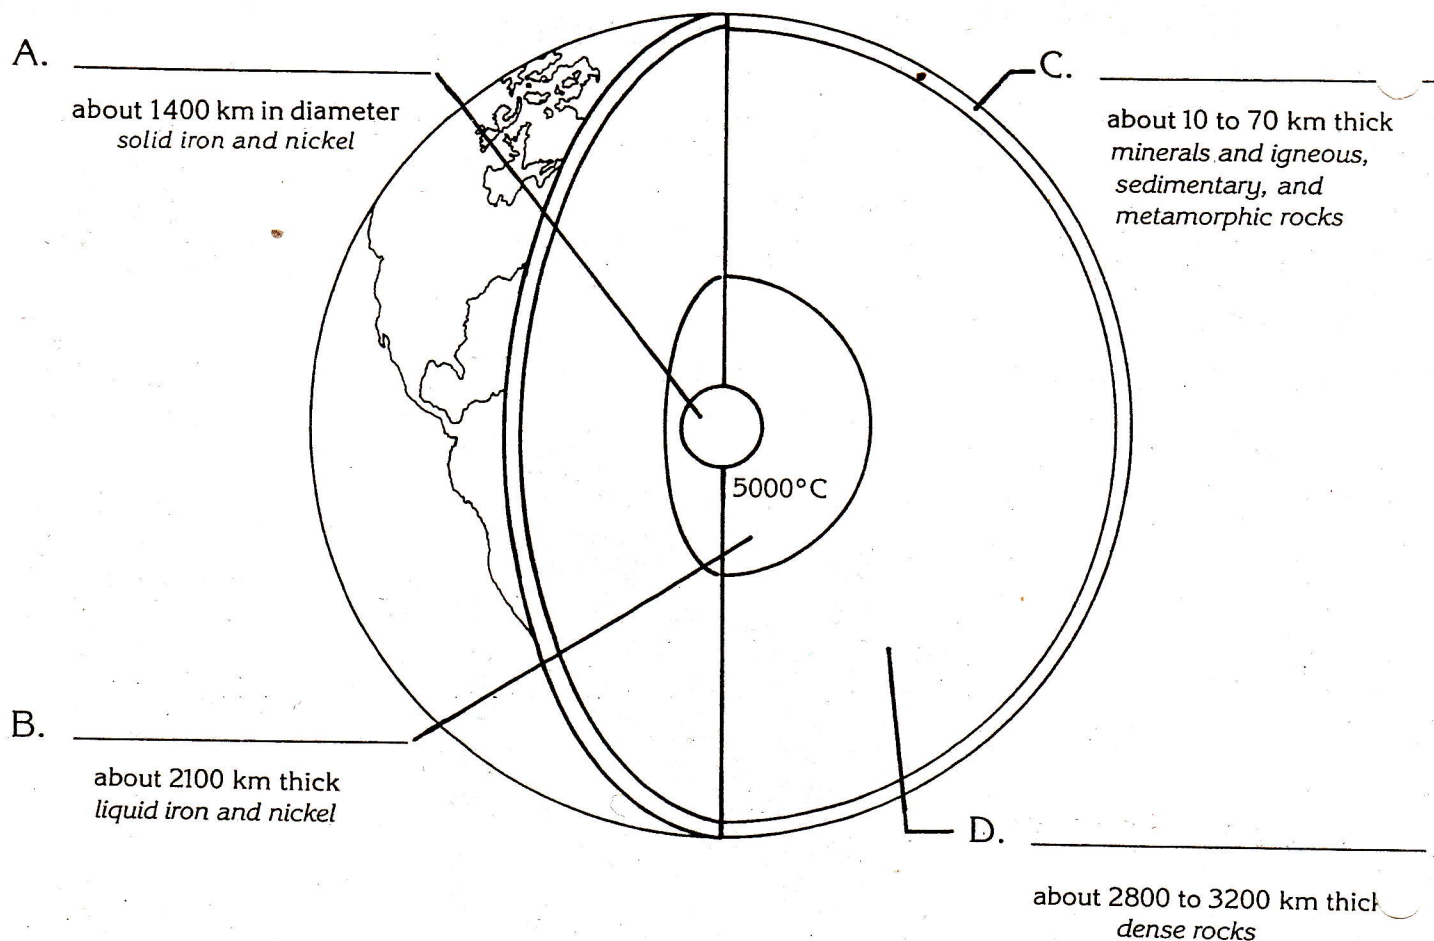 A.
about 1400 km in diameter
solid iron and nickel
C.
about 10 to 70 km thick
minerals and igneous,
sedimentary, and
metamorphic rocks
5000°C
B.
about 2100 km thick
liquid iron and nickel
D.
about 2800 to 3200 km thick
dense rocks